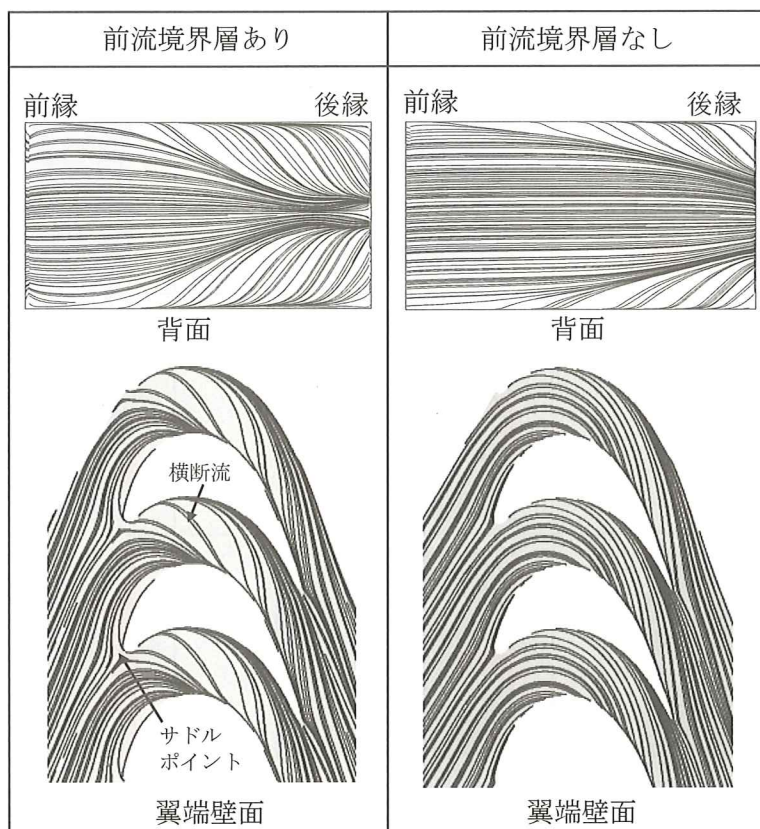 前流境界層あり
前流境界層なし
前縁
後縁
前縁
後縁
背面
背面
横断流
サドル
ポイント
翼端壁面
翼端壁面